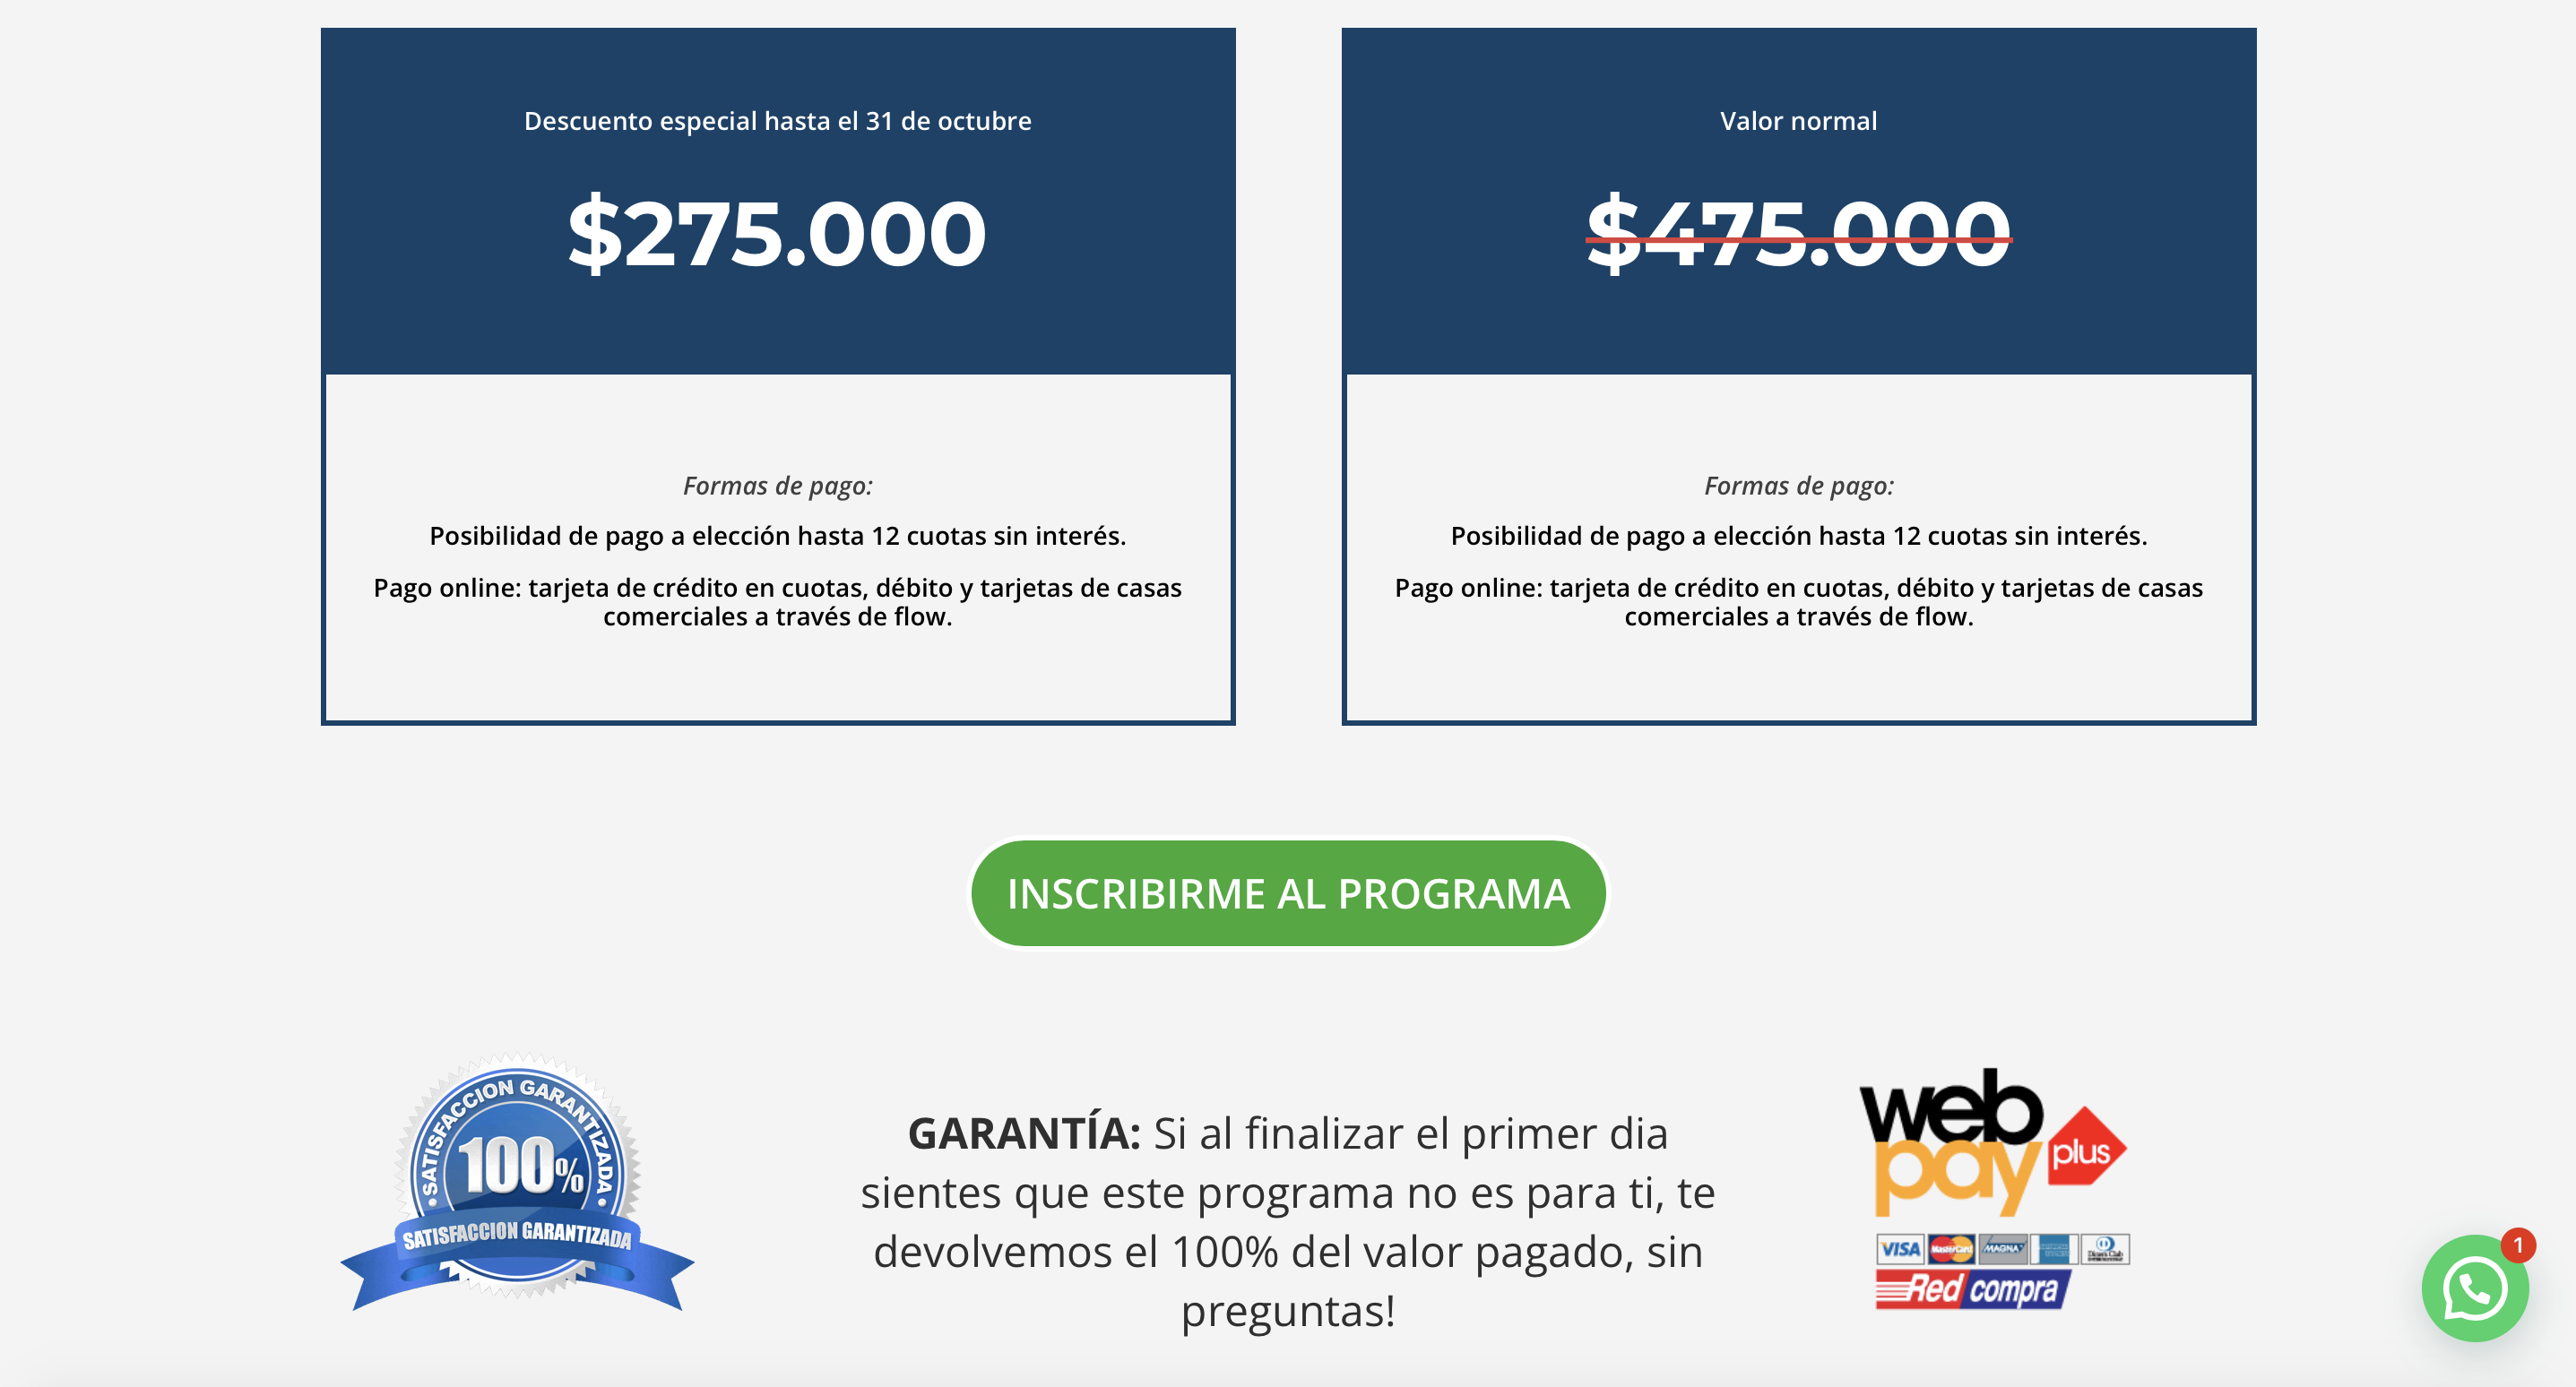 Descuento especial hasta el 31 de octubre
$275.000
Formas de pago:
Posibilidad de pago a elección hasta 12 cuotas sin interés.
Pago online: tarjeta de crédito en cuotas, débito y tarjetas de casas
comerciales a través de flow.
Valor normal
$475.000
Formas de pago:
Posibilidad de pago a elección hasta 12 cuotas sin interés.
Pago online: tarjeta de crédito en cuotas, débito y tarjetas de casas
comerciales a través de flow.
INSCRIBIRME AL PROGRAMA
SATISFACCION GARANTIZADA
100%
SATISFACCION GARANTIZADA
GARANTÍA: Si al finalizar el primer dia
sientes que este programa no es para ti, te
devolvemos el 100% del valor pagado, sin
preguntas!
web
pay
plus
VISA MasterCard MAGNA
Redcompra
1